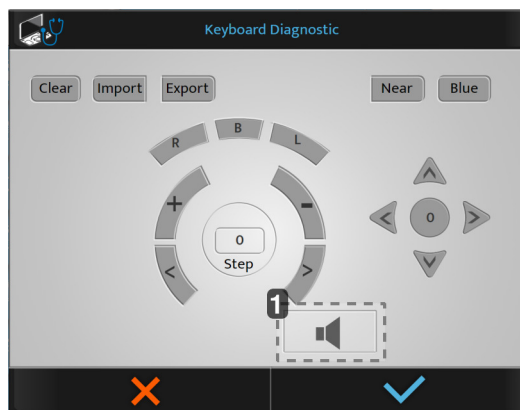 Keyboard Diagnostic
Clear Import Export Near Blue
R B L
+ -
0
Step
< >
0
1